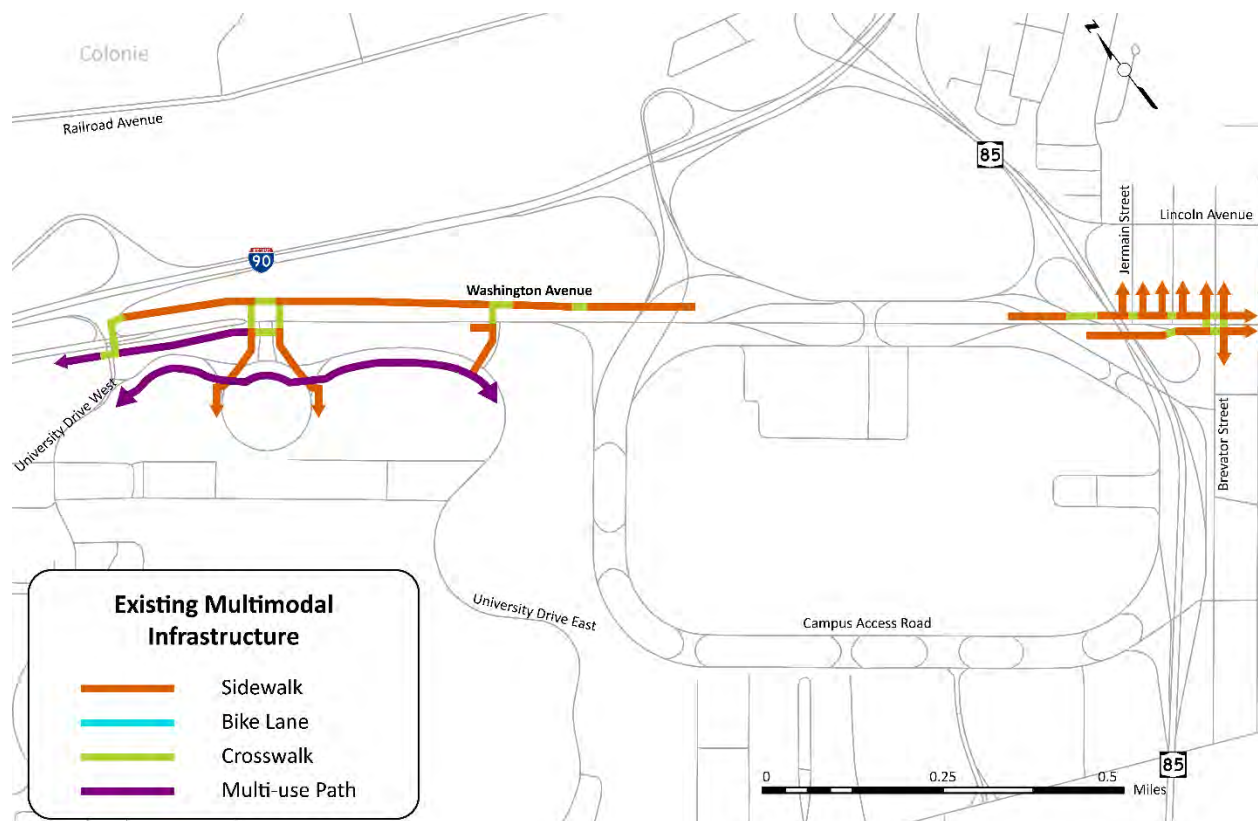 Colonie
Railroad Avenue
Z
85
Jermain Street
Lincoln Avenue
90
Washington Avenue
University Drive West
Brevator Street
University Drive East
Campus Access Road
Existing Multimodal
Infrastructure
Sidewalk
Bike Lane
Crosswalk
Multi-use Path
85
0
0.25
0.5
Miles